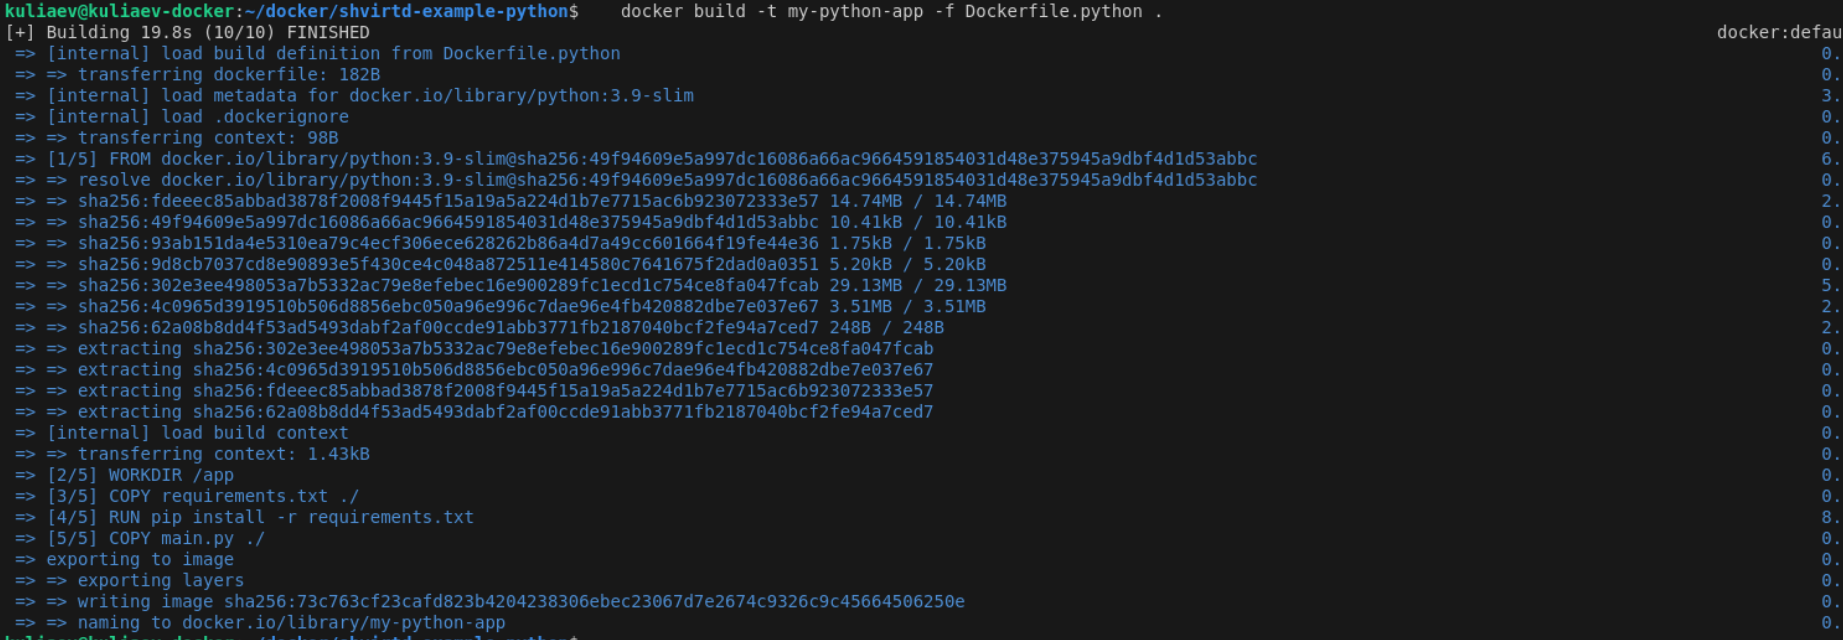 kuliaev@kuliaev-docker:~/docker/shvirtd-example-python$    docker build -t my-python-app -f Dockerfile.python .
[+] Building 19.8s (10/10) FINISHED docker:defau
=> [internal] load build definition from Dockerfile.python 0.
=> => transferring dockerfile: 182B 0.
=> [internal] load metadata for docker.io/library/python:3.9-slim 3.
=> [internal] load .dockerignore 0.
=> => transferring context: 98B 0.
=> [1/5] FROM docker.io/library/python:3.9-slim@sha256:49f94609e5a997dc16086a66ac9664591854031d48e375945a9dbf4d1d53abbc 6.
=> => resolve docker.io/library/python:3.9-slim@sha256:49f94609e5a997dc16086a66ac9664591854031d48e375945a9dbf4d1d53abbc 0.
=> => sha256:fdeeec85abbad3878f2008f9445f15a19a5a224d1b7e7715ac6b923072333e57 14.74MB / 14.74MB 2.
=> => sha256:49f94609e5a997dc16086a66ac9664591854031d48e375945a9dbf4d1d53abbc 10.41kB / 10.41kB 0.
=> => sha256:93ab151da4e5310ea79c4ecf306ece628262b86a4d7a49cc601664f19fe44e36 1.75kB / 1.75kB 0.
=> => sha256:9d8cb7037cd8e90893e5f430ce4c048a872511e414580c7641675f2dad0a0351 5.20kB / 5.20kB 0.
=> => sha256:302e3ee498053a7b5332ac79e8efebec16e900289fc1ecd1c754ce8fa047fcab 29.13MB / 29.13MB 5.
=> => sha256:4c0965d3919510b506d8856ebc050a96e996c7dae96e4fb420882dbe7e037e67 3.51MB / 3.51MB 2.
=> => sha256:62a08b8dd4f53ad5493dabf2af00ccde91abb3771fb2187040bcf2fe94a7ced7 248B / 248B 2.
=> => extracting sha256:302e3ee498053a7b5332ac79e8efebec16e900289fc1ecd1c754ce8fa047fcab 0.
=> => extracting sha256:4c0965d3919510b506d8856ebc050a96e996c7dae96e4fb420882dbe7e037e67 0.
=> => extracting sha256:fdeeec85abbad3878f2008f9445f15a19a5a224d1b7e7715ac6b923072333e57 0.
=> => extracting sha256:62a08b8dd4f53ad5493dabf2af00ccde91abb3771fb2187040bcf2fe94a7ced7 0.
=> [internal] load build context 0.
=> => transferring context: 1.43kB 0.
=> [2/5] WORKDIR /app 0.
=> [3/5] COPY requirements.txt ./ 0.
=> [4/5] RUN pip install -r requirements.txt 8.
=> [5/5] COPY main.py ./ 0.
=> exporting to image 0.
=> => exporting layers 0.
=> => writing image sha256:73c763cf23cafd823b4204238306ebec23067d7e2674c9326c9c45664506250e 0.
=> => naming to docker.io/library/my-python-app 0.